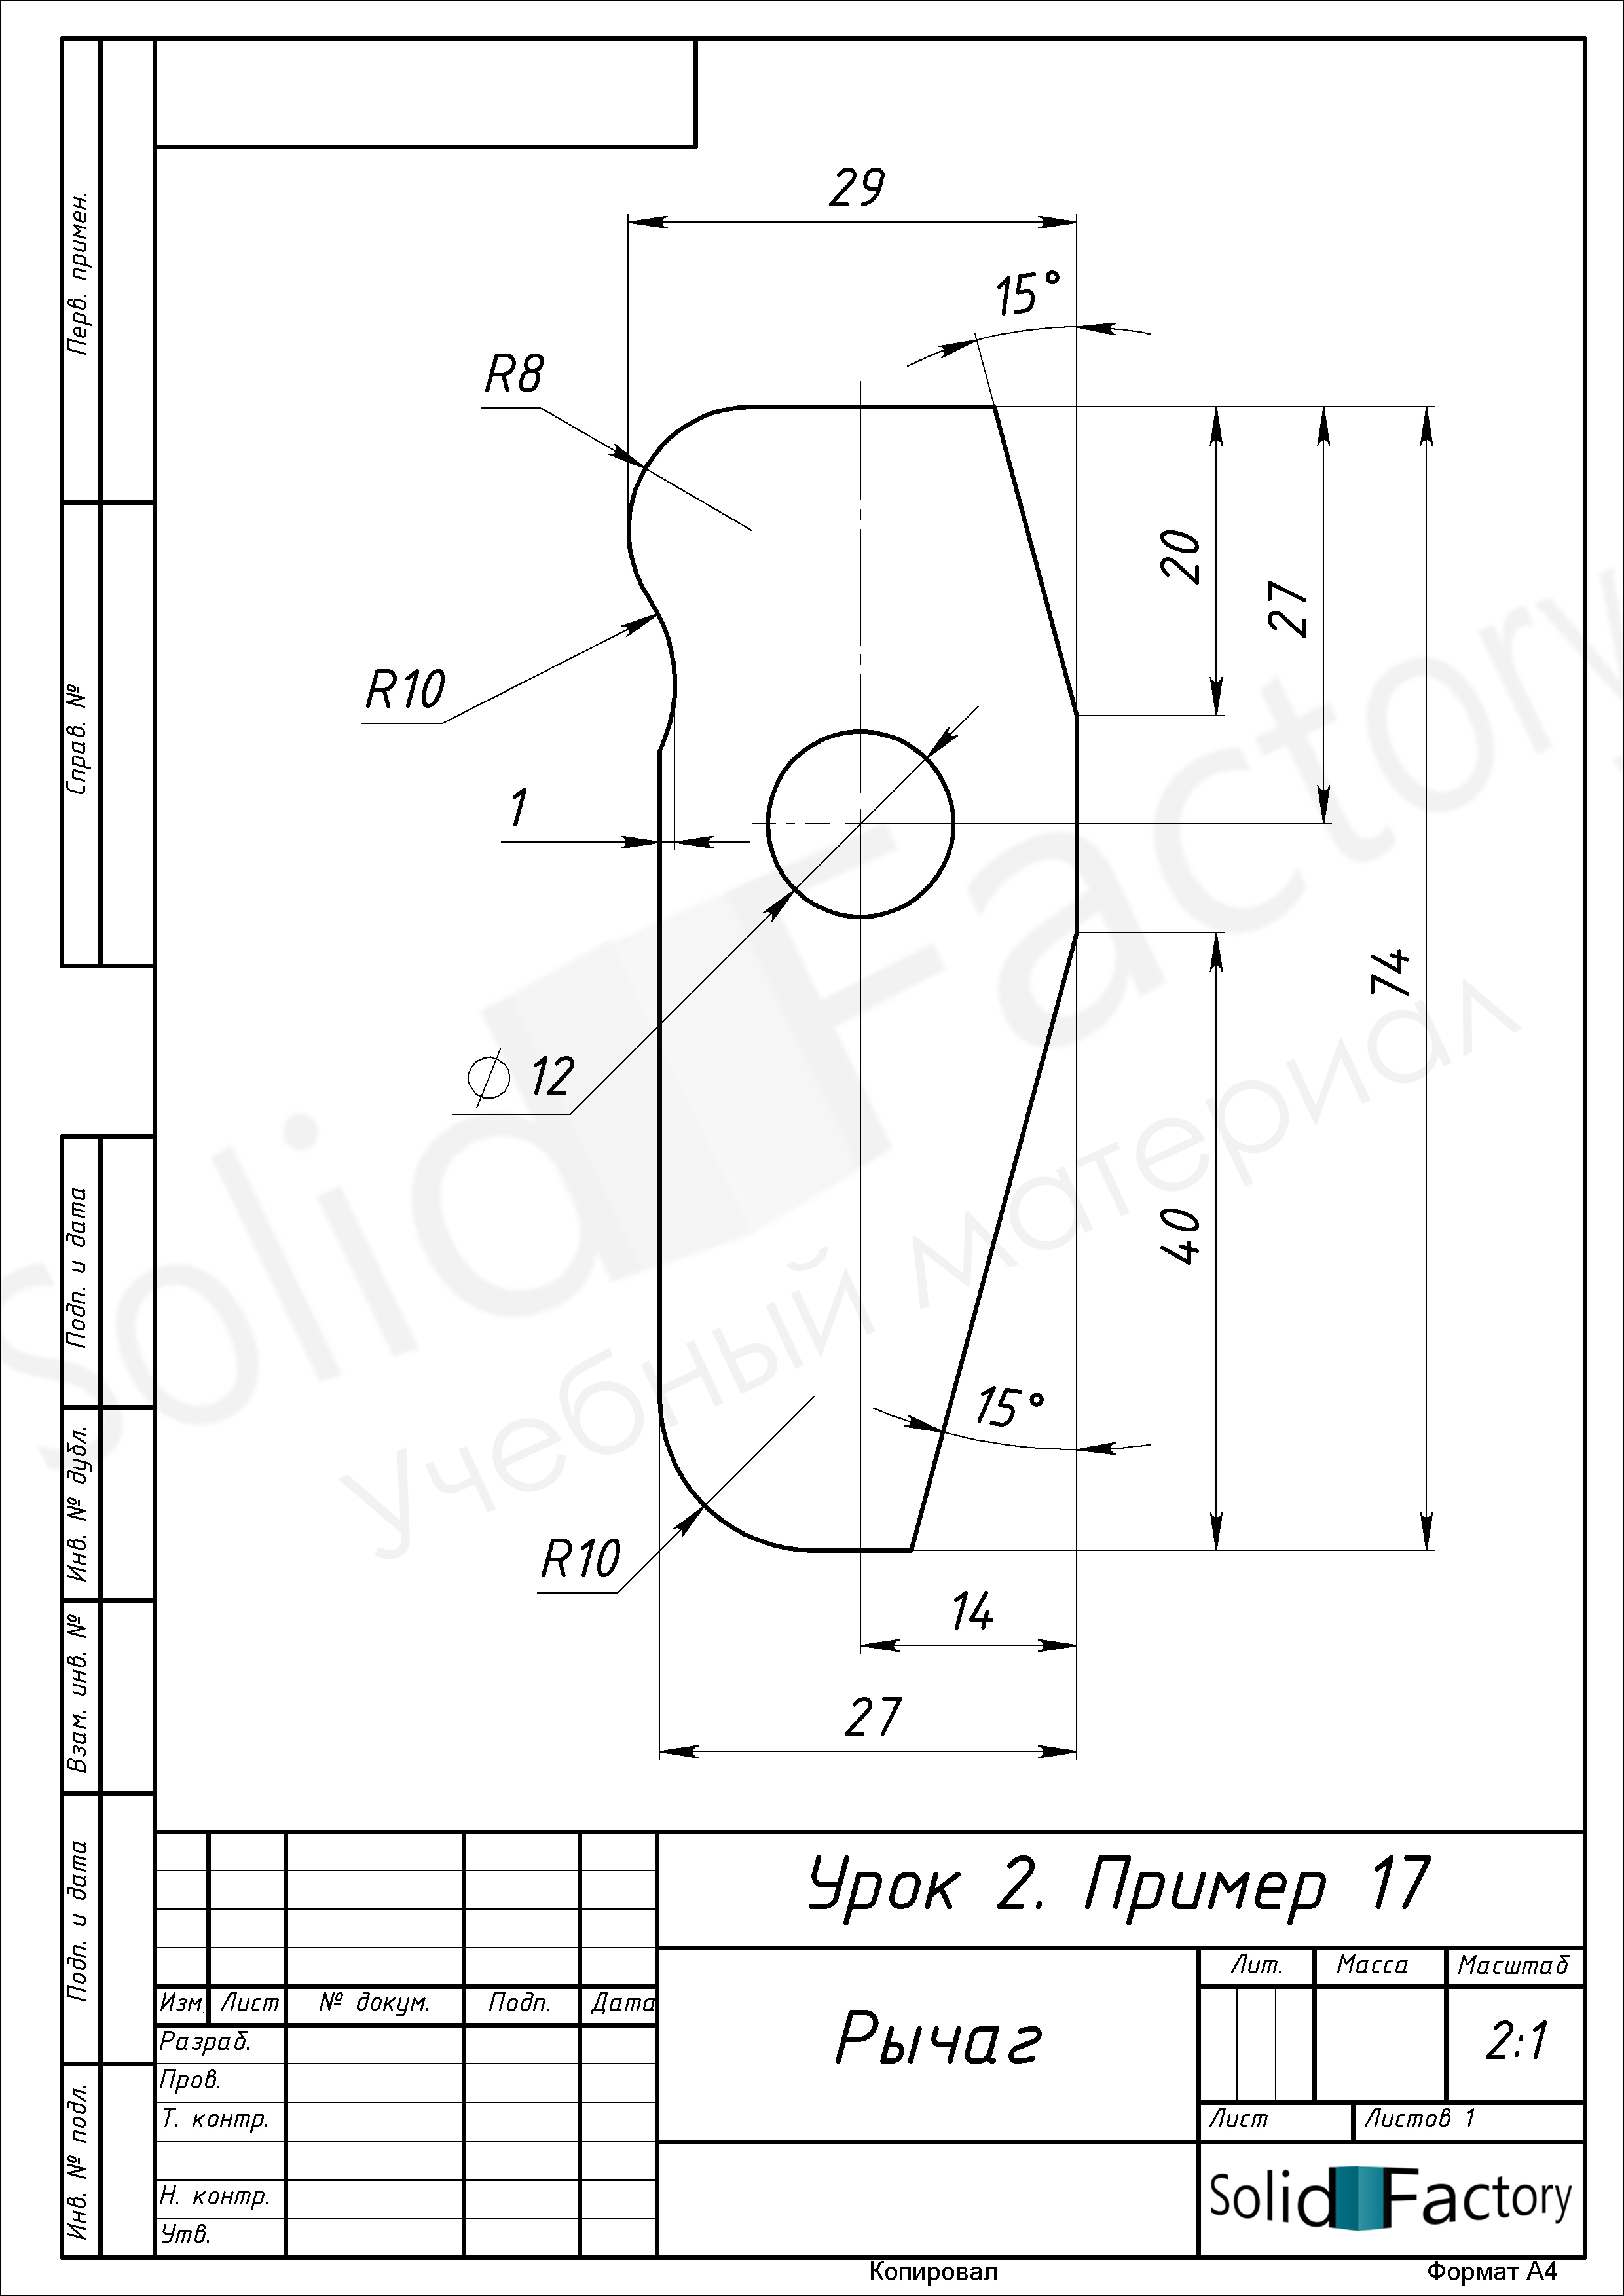 29
15°
R8
20
27
R10
1
74
⌀ 12
40
15°
R10
14
27
Solid Factory
Учебный материал
Перв. примен.
Справ. №
Подп. и дата
Инв. № дубл.
Взам. инв. №
Подп. и дата
Инв. № подл.
Урок 2. Пример 17
Лит. Масса Масштаб
Изм. Лист № докум. Подп. Дата
Разраб.
Рычаг
2:1
Пров.
Т. контр.
Лист Листов 1
Н. контр.
Solid Factory
Утв.
Копировал Формат А4